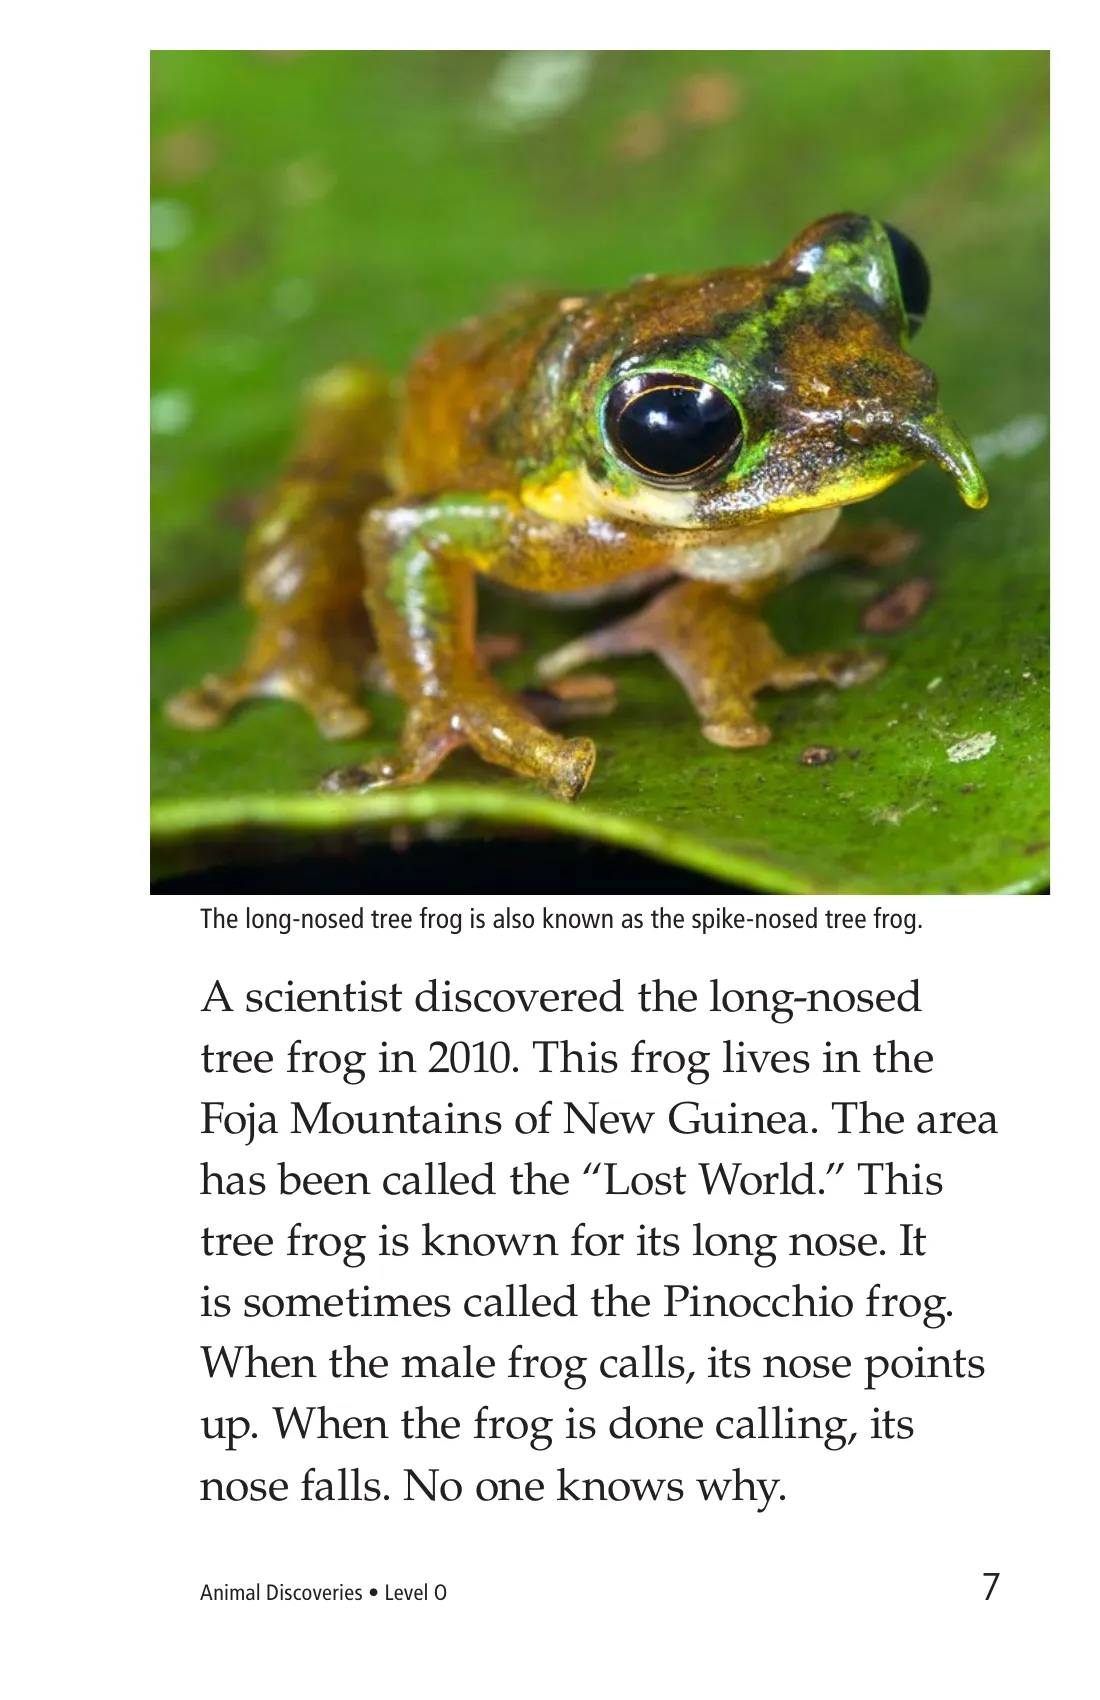 The long-nosed tree frog is also known as the spike-nosed tree frog.
A scientist discovered the long-nosed
tree frog in 2010. This frog lives in the
Foja Mountains of New Guinea. The area
has been called the “Lost World.” This
tree frog is known for its long nose. It
is sometimes called the Pinocchio frog.
When the male frog calls, its nose points
up. When the frog is done calling, its
nose falls. No one knows why.
Animal Discoveries • Level O 7